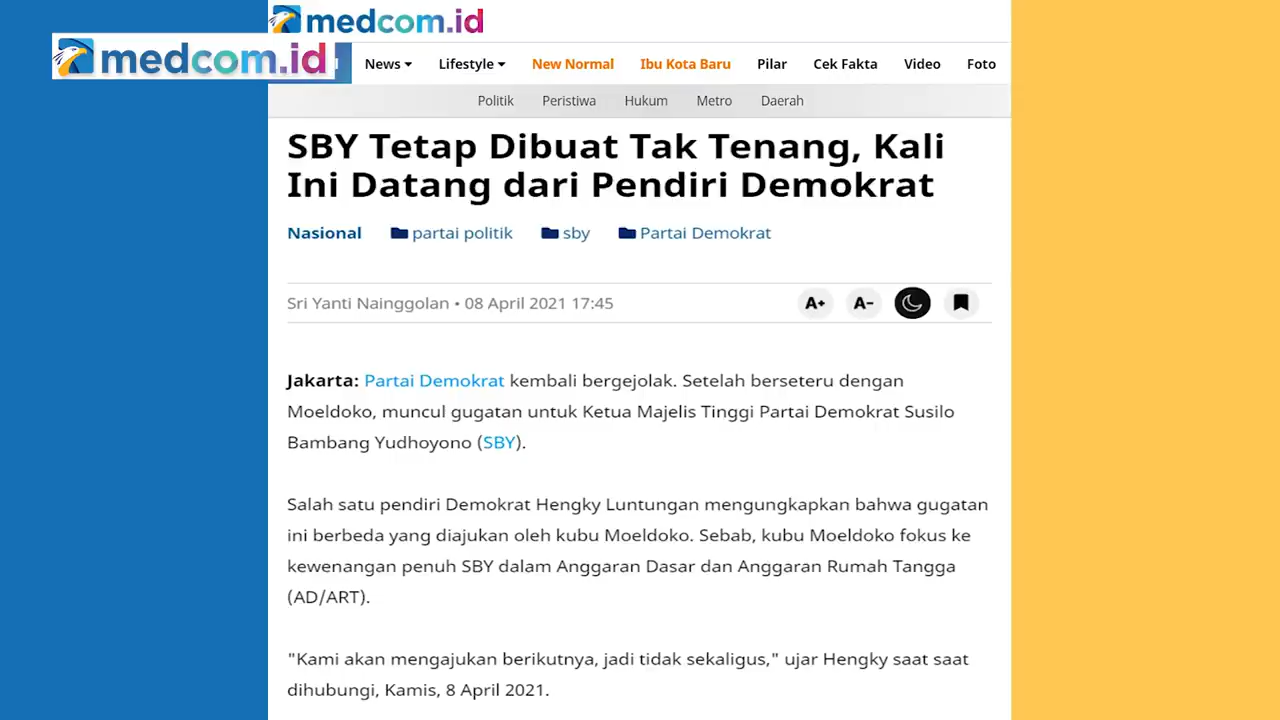 medcom.id
medcom.id
News Lifestyle New Normal Ibu Kota Baru Pilar Cek Fakta Video Foto
Politik Peristiwa Hukum Metro Daerah
SBY Tetap Dibuat Tak Tenang, Kali
Ini Datang dari Pendiri Demokrat
Nasional partai politik sby Partai Demokrat
Sri Yanti Nainggolan • 08 April 2021 17:45
A+ A-
Jakarta: Partai Demokrat kembali bergejolak. Setelah berseteru dengan
Moeldoko, muncul gugatan untuk Ketua Majelis Tinggi Partai Demokrat Susilo
Bambang Yudhoyono (SBY).
Salah satu pendiri Demokrat Hengky Luntungan mengungkapkan bahwa gugatan
ini berbeda yang diajukan oleh kubu Moeldoko. Sebab, kubu Moeldoko fokus ke
kewenangan penuh SBY dalam Anggaran Dasar dan Anggaran Rumah Tangga
(AD/ART).
"Kami akan mengajukan berikutnya, jadi tidak sekaligus," ujar Hengky saat saat
dihubungi, Kamis, 8 April 2021.